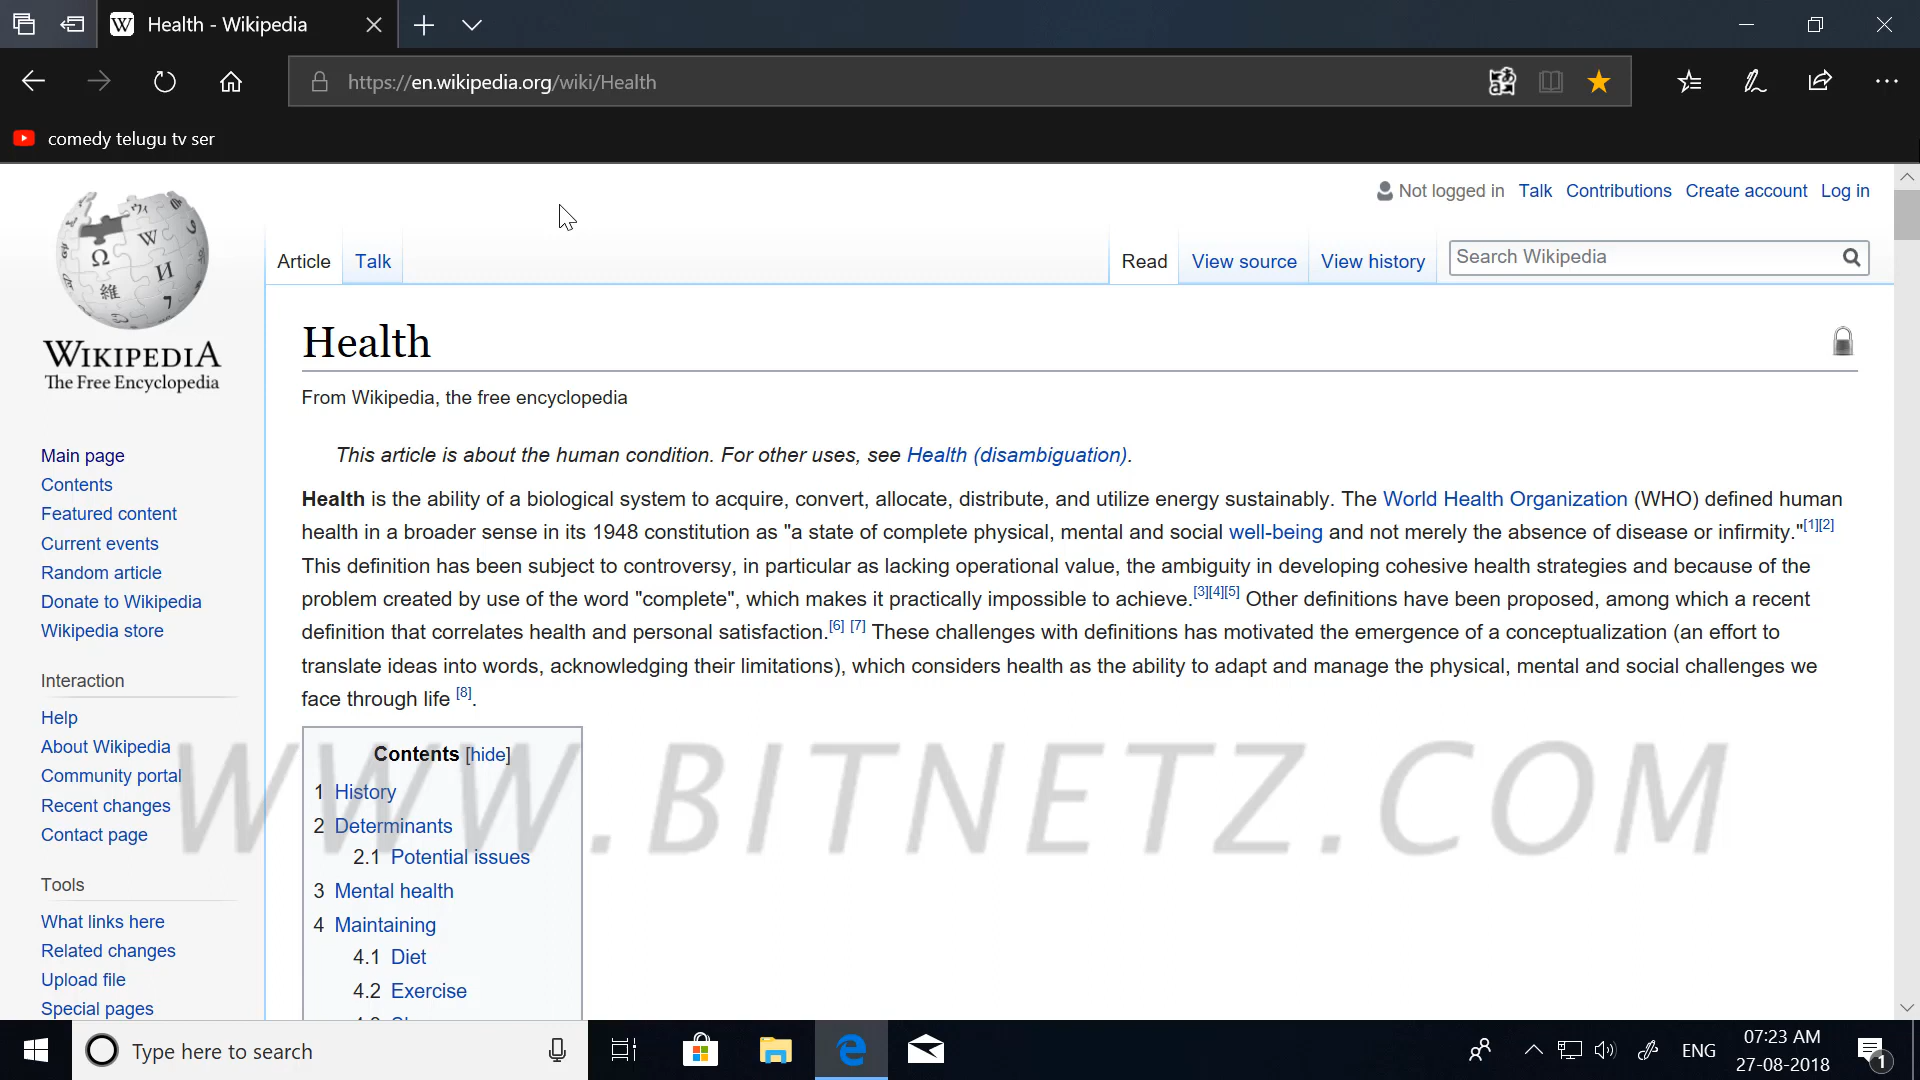 Health - Wikipedia
https://en.wikipedia.org/wiki/Health
comedy telugu tv ser
Not logged in Talk Contributions Create account Log in
Article Talk Read View source View history Search Wikipedia
WIKIPEDIA
The Free Encyclopedia
Main page
Contents
Featured content
Current events
Random article
Donate to Wikipedia
Wikipedia store
Interaction
Help
About Wikipedia
Community portal
Recent changes
Contact page
Tools
What links here
Related changes
Upload file
Special pages
Health
From Wikipedia, the free encyclopedia
This article is about the human condition. For other uses, see Health (disambiguation).
Health is the ability of a biological system to acquire, convert, allocate, distribute, and utilize energy sustainably. The World Health Organization (WHO) defined human
health in a broader sense in its 1948 constitution as "a state of complete physical, mental and social well-being and not merely the absence of disease or infirmity."[1][2]
This definition has been subject to controversy, in particular as lacking operational value, the ambiguity in developing cohesive health strategies and because of the
problem created by use of the word "complete", which makes it practically impossible to achieve.[3][4][5] Other definitions have been proposed, among which a recent
definition that correlates health and personal satisfaction.[6] [7] These challenges with definitions has motivated the emergence of a conceptualization (an effort to
translate ideas into words, acknowledging their limitations), which considers health as the ability to adapt and manage the physical, mental and social challenges we
face through life [8].
Contents [hide]
1 History
2 Determinants
2.1 Potential issues
3 Mental health
4 Maintaining
4.1 Diet
4.2 Exercise
WWW.BITNETZ.COM
Type here to search
ENG
07:23 AM
27-08-2018
1